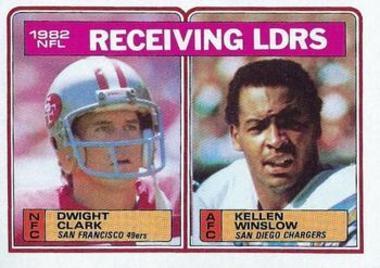 1982
NFL
RECEIVING LDRS
NFC
DWIGHT
CLARK
SAN FRANCISCO 49ers
AFC
KELLEN
WINSLOW
SAN DIEGO CHARGERS